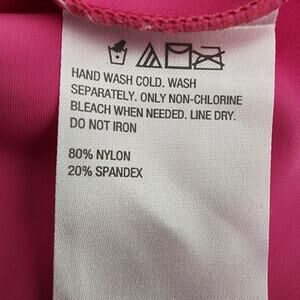 HAND WASH COLD. WASH
SEPARATELY. ONLY NON-CHLORINE
BLEACH WHEN NEEDED. LINE DRY.
DO NOT IRON
80% NYLON
20% SPANDEX